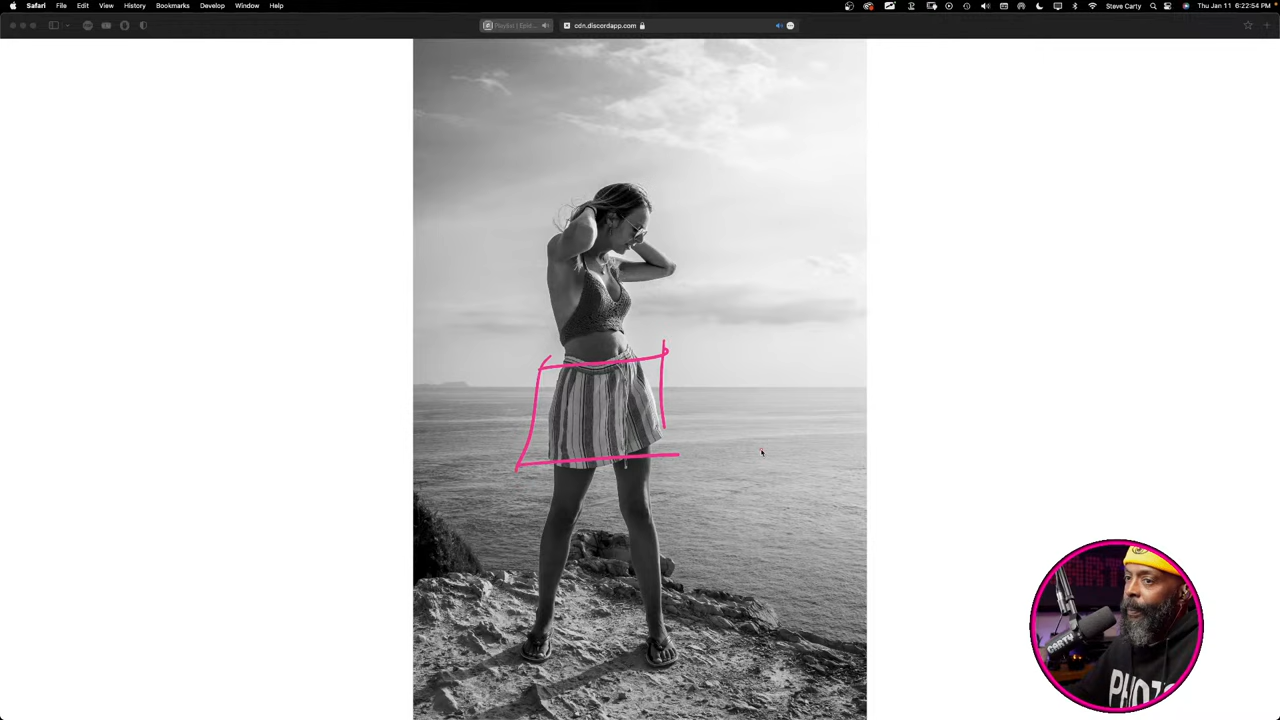 Safari File Edit View History Bookmarks Develop Window Help
Steve Carty
Thu Jan 11 6:22:54 PM
cdn.discordapp.com
CARTY